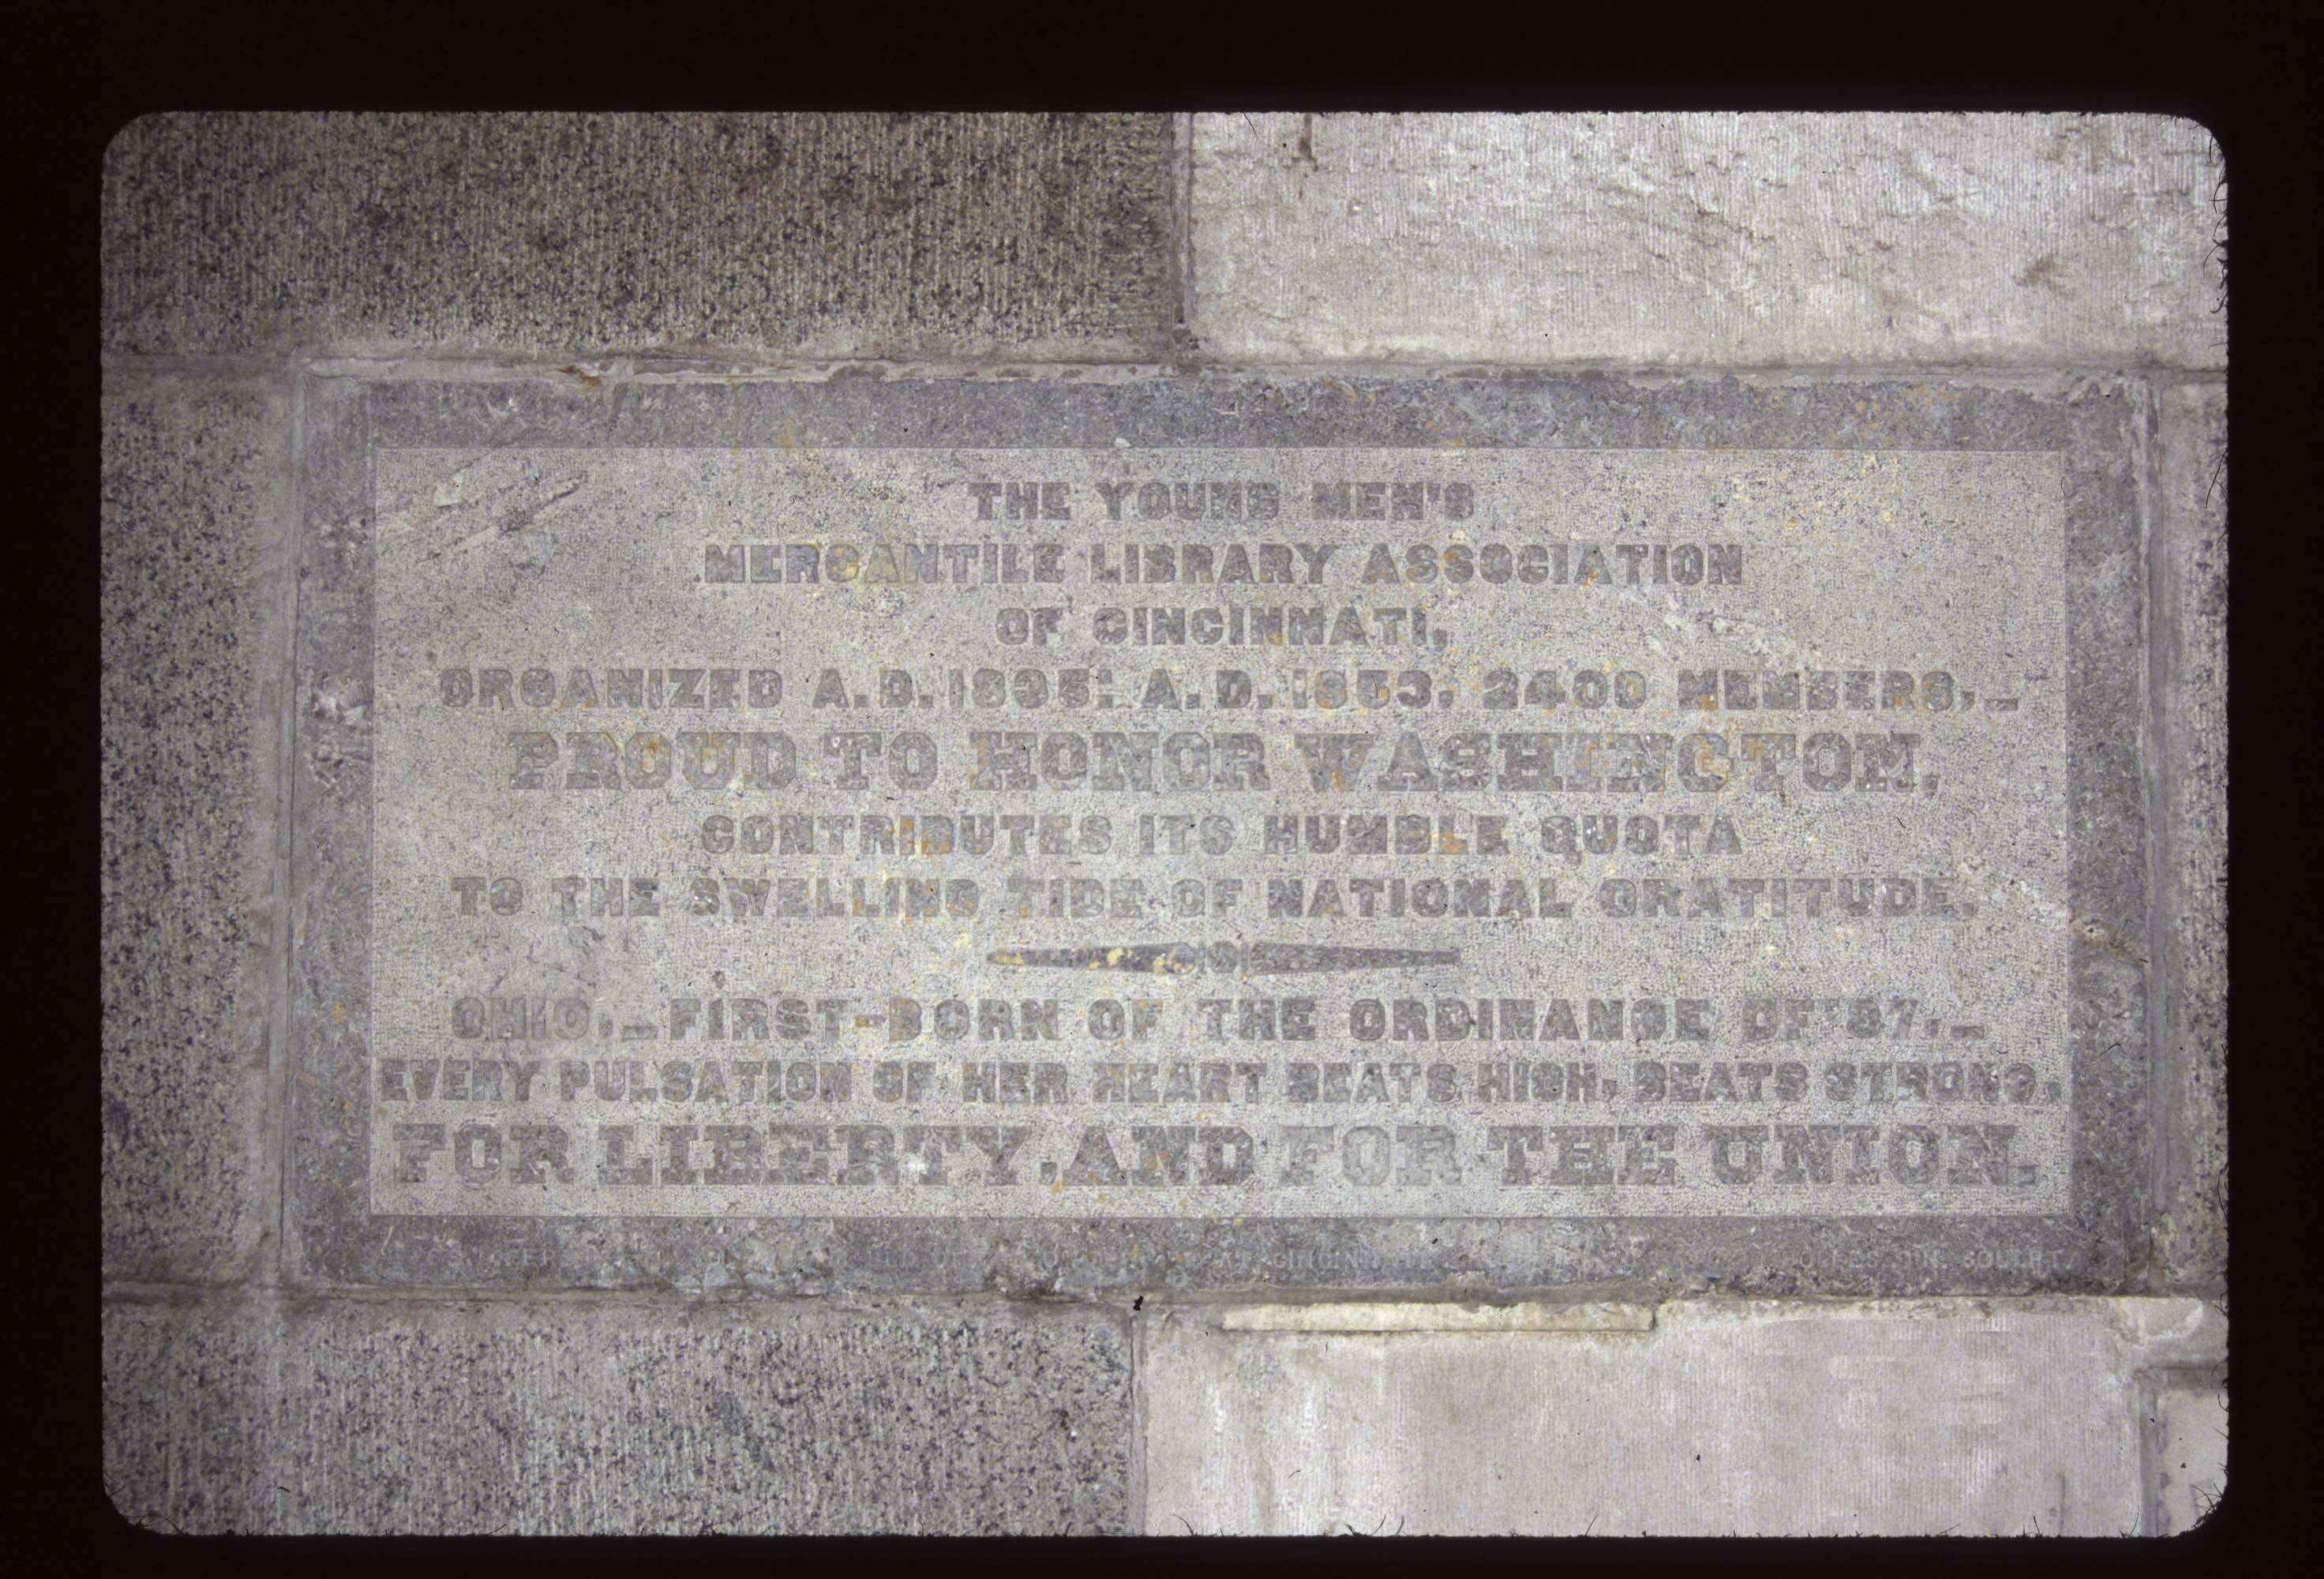 THE YOUNG MEN'S
MERCANTILE LIBRARY ASSOCIATION
OF CINCINNATI,
ORGANIZED A.D. 1835; A.D. 1853, 2400 MEMBERS,_
PROUD TO HONOR WASHINGTON,
CONTRIBUTES ITS HUMBLE QUOTA
TO THE SWELLING TIDE OF NATIONAL GRATITUDE.
OHIO,_FIRST-BORN OF THE ORDINANCE OF '87,_
EVERY PULSATION OF HER HEART BEATS HIGH, BEATS STRONG,
FOR LIBERTY, AND FOR THE UNION.